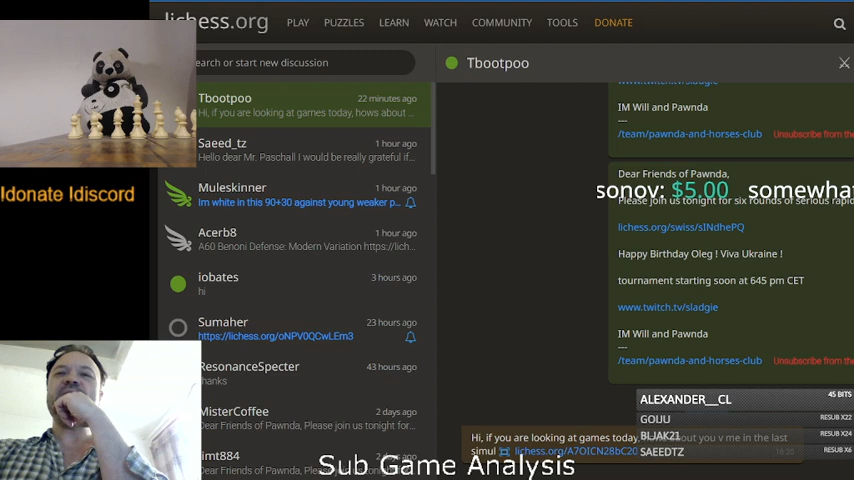 lichess.org PLAY PUZZLES LEARN WATCH COMMUNITY TOOLS DONATE
earch or start new discussion
Tbootpoo
Tbootpoo 22 minutes ago
Hi, if you are looking at games today, hows about ...
Saeed_tz 1 hour ago
Hello dear Mr. Paschall I would be really grateful if...
Muleskinner 1 hour ago
Im white in this 90+30 against young weaker p...
Acerb8 1 hour ago
A60 Benoni Defense: Modern Variation https://lich...
iobates 3 hours ago
hi
Sumaher 23 hours ago
https://lichess.org/oNPV0QCwLEm3
ResonanceSpecter 43 hours ago
hanks
MisterCoffee 2 days ago
Dear Friends of Pawnda, Please join us tonight for...
imt884
Dear Friends of Pawnda, Please join us tonight for...
!donate !discord
IM Will and Pawnda
---
/team/pawnda-and-horses-club Unsubscribe from the
Dear Friends of Pawnda,
sonov: $5.00 somewhat
Please join us tonight for six rounds of serious rapid
lichess.org/swiss/sINdhePQ
Happy Birthday Oleg ! Viva Ukraine !
tournament starting soon at 645 pm CET
www.twitch.tv/sladgie
IM Will and Pawnda
---
/team/pawnda-and-horses-club Unsubscribe from the
ALEXANDER__CL 45 BITS
GOIJU RESUB X22
BLJAK21 RESUB X24
SAEEDTZ RESUB X6
Hi, if you are looking at games today, about you v me in the last
simul lichess.org/A7OICN28bC20
16:20
Sub Game Analysis